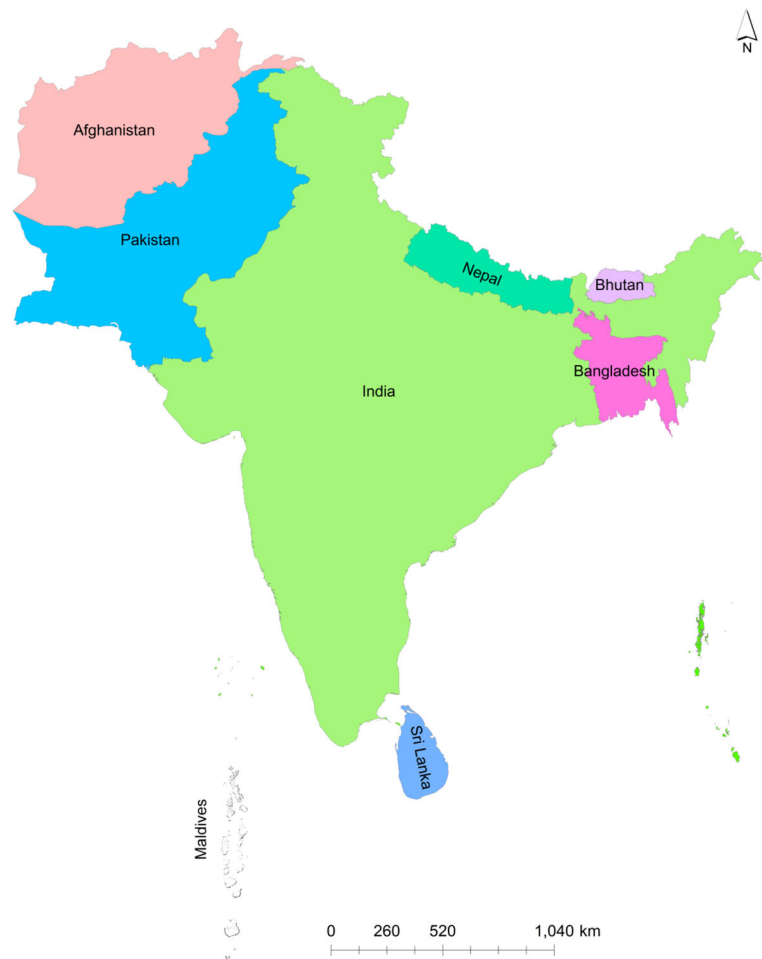 N
Afghanistan
Pakistan
Nepal
Bhutan
Bangladesh
India
Sri Lanka
Maldives
0 260 520 1,040 km